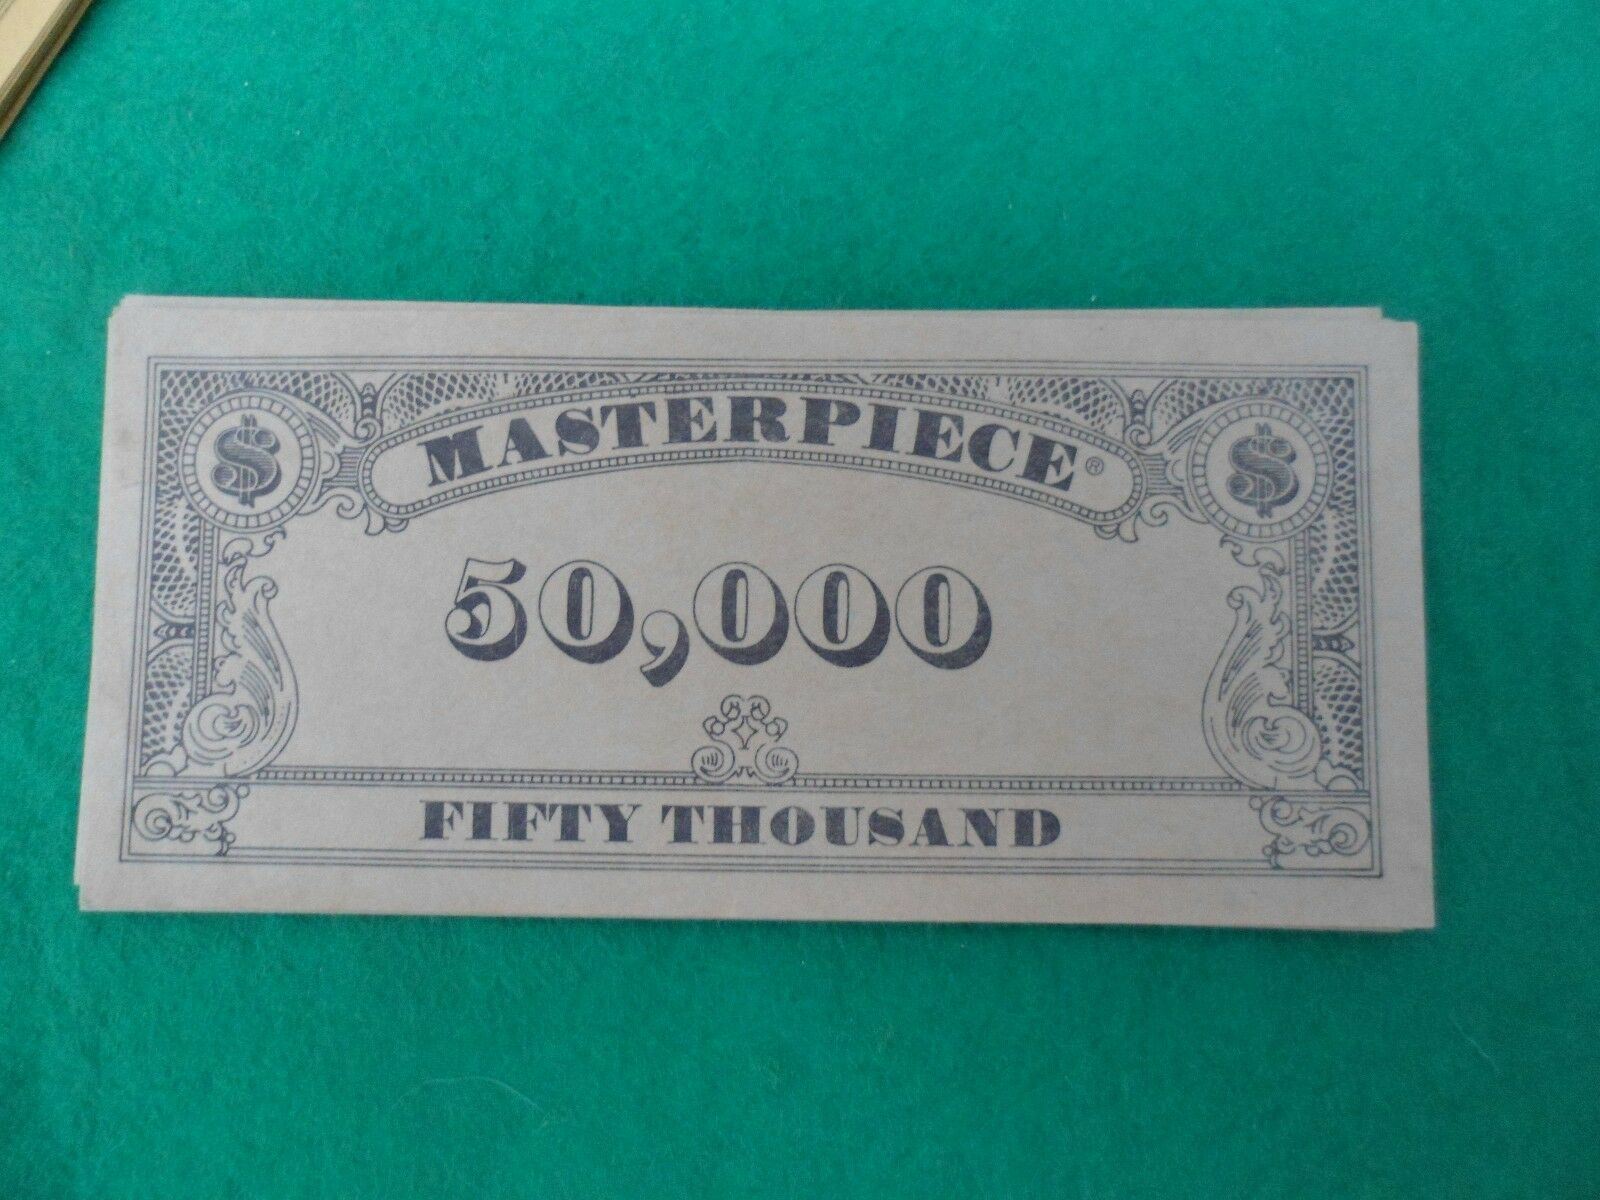 $ $
MASTERPIECE®
50,000
FIFTY THOUSAND